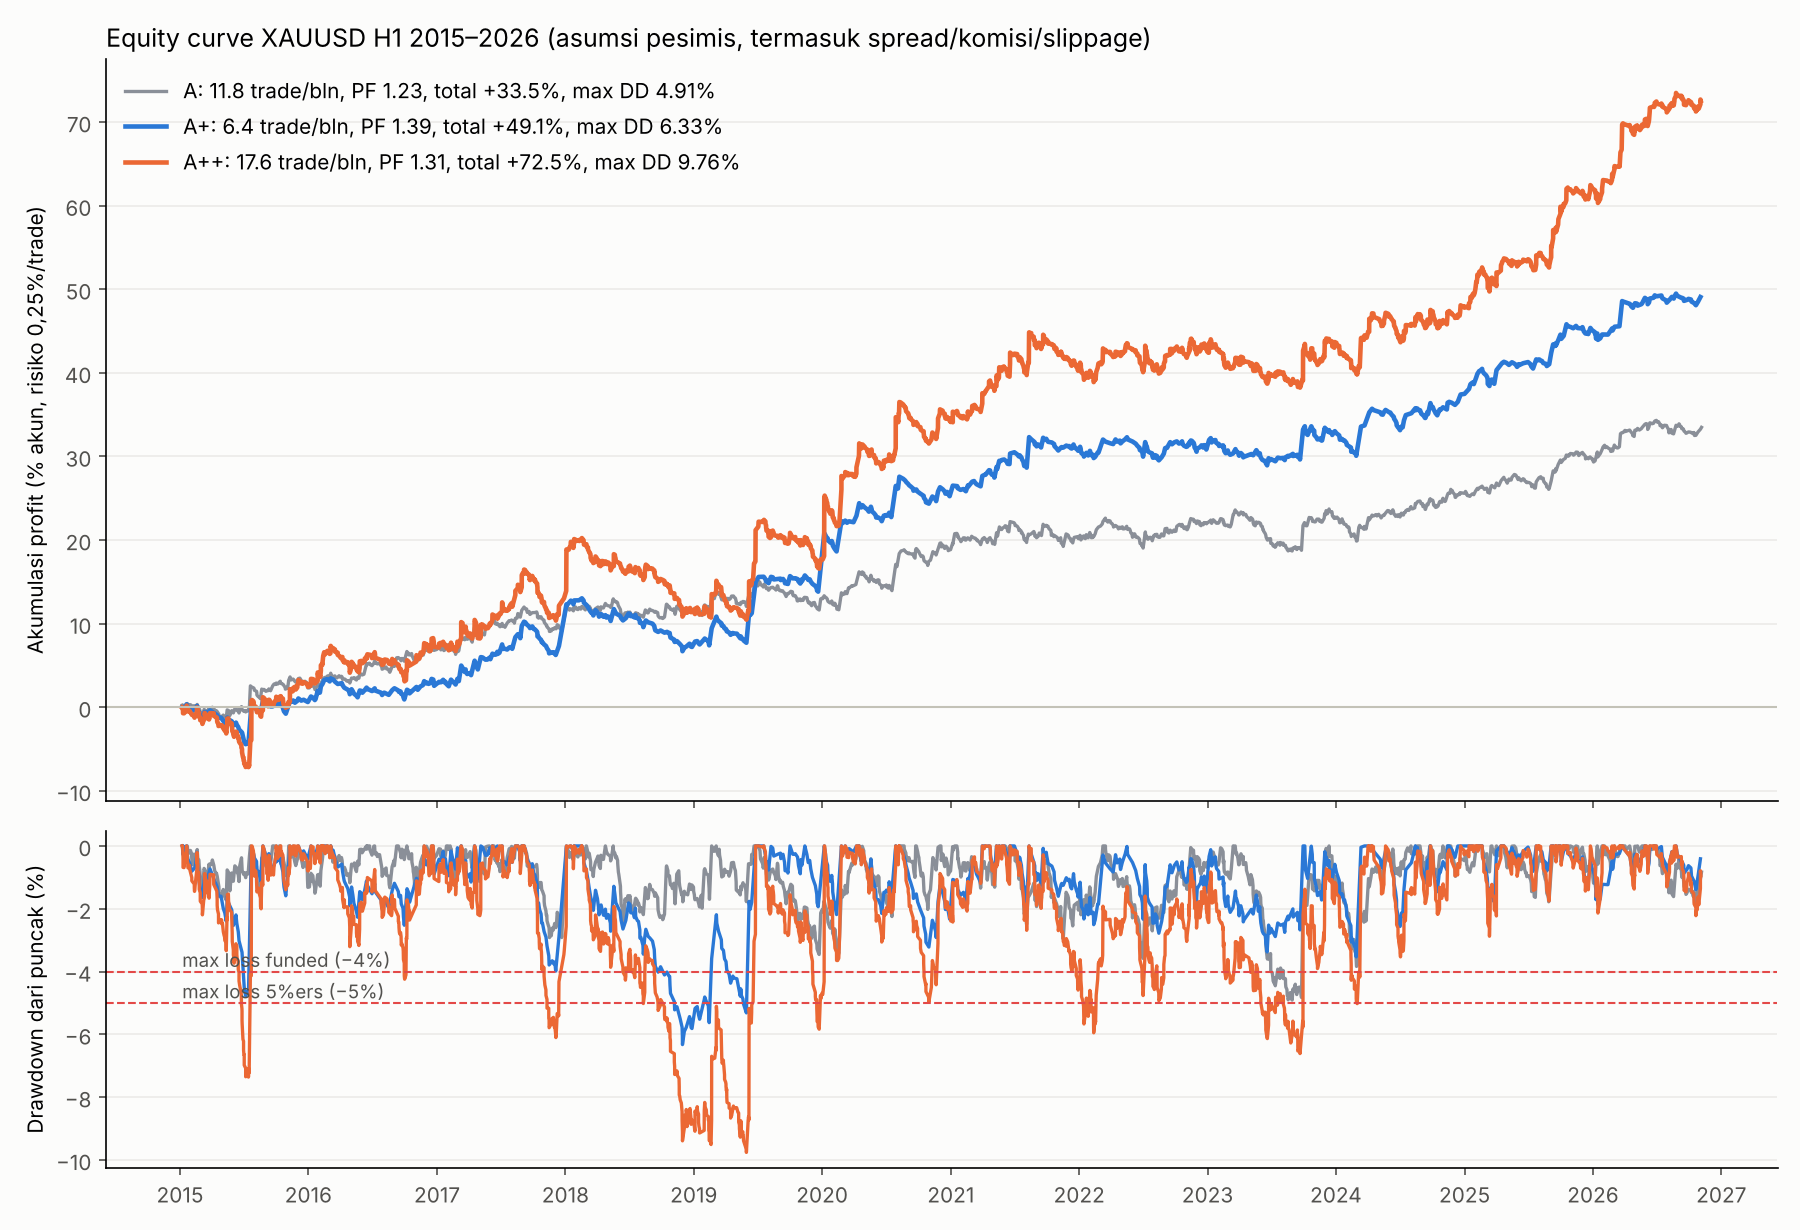 Equity curve XAUUSD H1 2015–2026 (asumsi pesimis, termasuk spread/komisi/slippage)
A: 11.8 trade/bln, PF 1.23, total +33.5%, max DD 4.91%
A+: 6.4 trade/bln, PF 1.39, total +49.1%, max DD 6.33%
A++: 17.6 trade/bln, PF 1.31, total +72.5%, max DD 9.76%
Akumulasi profit (% akun, risiko 0,25%/trade)
70
60
50
40
30
20
10
0
−10
Drawdown dari puncak (%)
0
−2
−4
−6
−8
−10
max loss funded (−4%)
max loss 5%ers (−5%)
2015 2016 2017 2018 2019 2020 2021 2022 2023 2024 2025 2026 2027